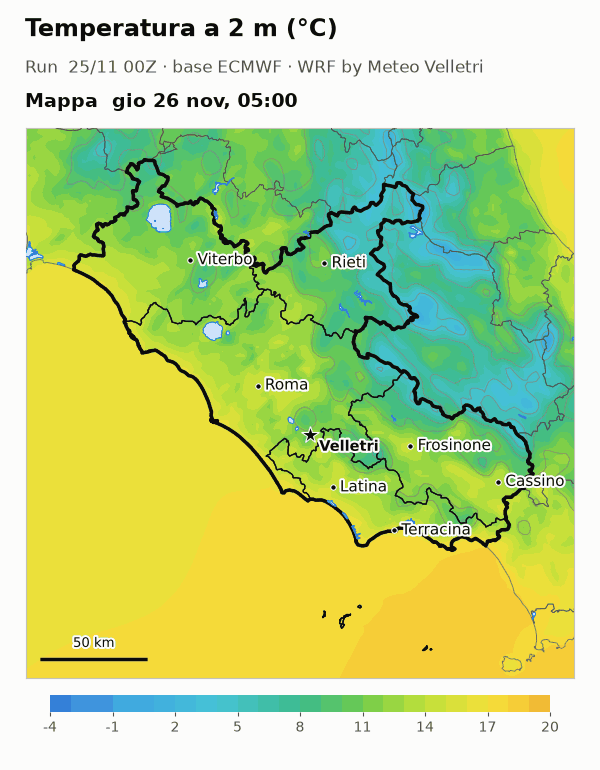 Temperatura a 2 m (°C)
Run 25/11 00Z · base ECMWF · WRF by Meteo Velletri
Mappa gio 26 nov, 05:00
Viterbo
Rieti
Roma
Velletri
Frosinone
Cassino
Latina
Terracina
50 km
-4 -1 2 5 8 11 14 17 20